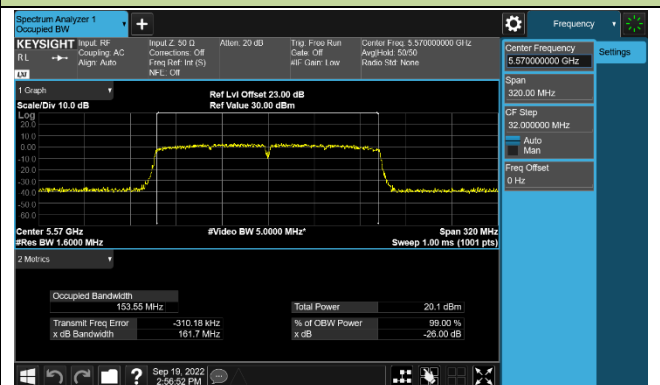 Spectrum Analyzer 1
Occupied BW
Frequency
KEYSIGHT Input: RF Input Z: 50 Ω Atten: 20 dB Trig: Free Run Center Freq: 5.570000000 GHz
RL Coupling: AC Corrections: Off Gate: Off Avg|Hold: 50/50
Align: Auto Freq Ref: Int (S) #IF Gain: Low Radio Std: None
LXI NFE: Off
Center Frequency
5.570000000 GHz
Settings
Span
320.00 MHz
CF Step
32.000000 MHz
Auto
Man
Freq Offset
0 Hz
1 Graph
Ref Lvl Offset 23.00 dB
Scale/Div 10.0 dB Ref Value 30.00 dBm
Log
20.0
10.0
0.00
-10.0
-20.0
-30.0
-40.0
-50.0
-60.0
Center 5.57 GHz #Video BW 5.0000 MHz* Span 320 MHz
#Res BW 1.6000 MHz Sweep 1.00 ms (1001 pts)
2 Metrics
Occupied Bandwidth
153.55 MHz Total Power 20.1 dBm
Transmit Freq Error -310.18 kHz % of OBW Power 99.00 %
x dB Bandwidth 161.7 MHz x dB -26.00 dB
Sep 19, 2022
2:56:52 PM